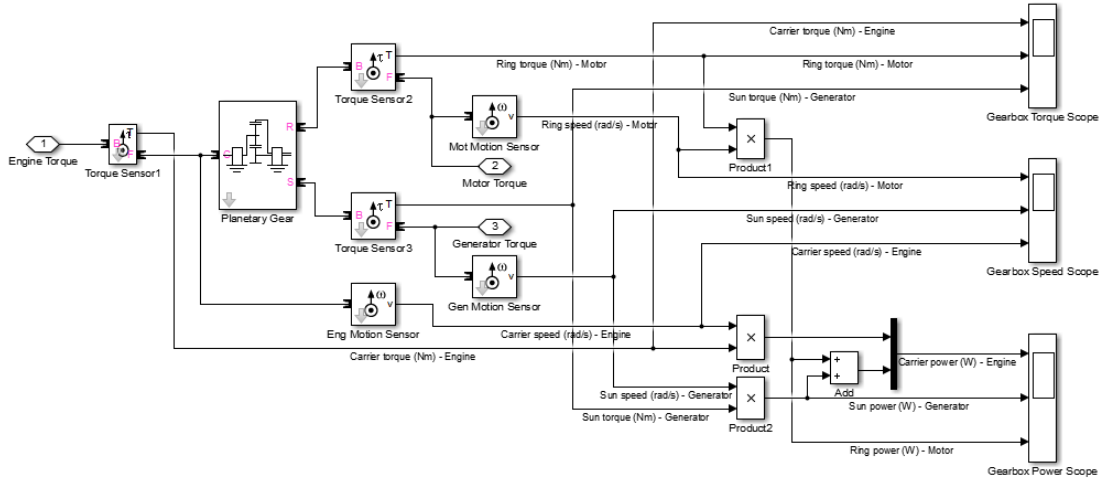 Carrier torque (Nm) - Engine
T
B
F
Torque Sensor2
Ring torque (Nm) - Motor
Ring torque (Nm) - Motor
Sun torque (Nm) - Generator
Gearbox Torque Scope
ω
v
Mot Motion Sensor
Ring speed (rad/s) - Motor
×
Product1
1
Engine Torque
T
B
F
Torque Sensor1
R
C
S
Planetary Gear
2
Motor Torque
Ring speed (rad/s) - Motor
τ
T
B
F
Torque Sensor3
3
Generator Torque
Sun speed (rad/s) - Generator
Carrier speed (rad/s) - Engine
Gearbox Speed Scope
ω
v
Gen Motion Sensor
ω
v
Eng Motion Sensor
Carrier speed (rad/s) - Engine
Carrier torque (Nm) - Engine
×
Product
+
+
Add
Carrier power (W) - Engine
Sun speed (rad/s) - Generator
Sun torque (Nm) - Generator
×
Product2
Sun power (W) - Generator
Ring power (W) - Motor
Gearbox Power Scope